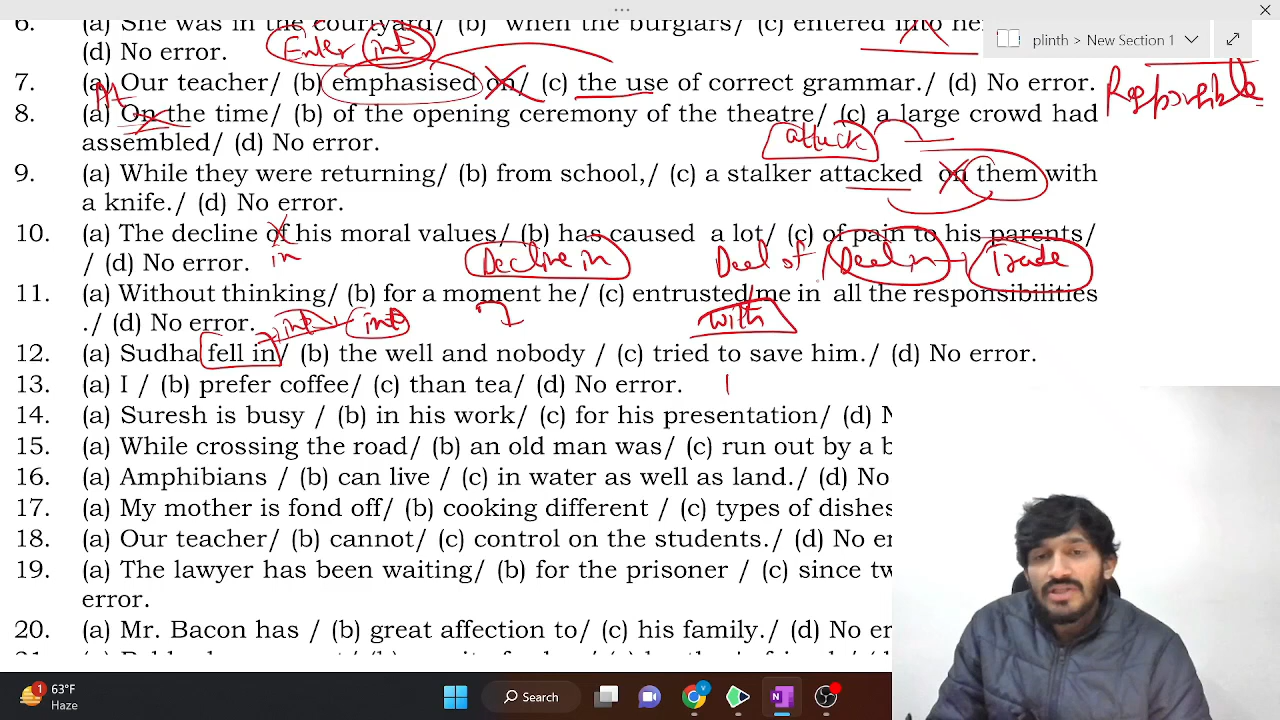 ...
plinth > New Section 1
6. (a) She was in the courtyard/ (b) when the burglars/ (c) entered into
(d) No error.
Enter into
7. (a) Our teacher/ (b) emphasised on/ (c) the use of correct grammar./ (d) No error.
Responsible
At
8. (a) On the time/ (b) of the opening ceremony of the theatre/ (c) a large crowd had
assembled/ (d) No error.
attack
9. (a) While they were returning/ (b) from school,/ (c) a stalker attacked on them with
a knife./ (d) No error.
10. (a) The decline of his moral values/ (b) has caused a lot/ (c) of pain to his parents/
/ (d) No error.
in
Decline in
Deal of
Deal in
Trade
11. (a) Without thinking/ (b) for a moment he/ (c) entrusted/me in all the responsibilities
./ (d) No error.
into
into
with
12. (a) Sudha fell in/ (b) the well and nobody / (c) tried to save him./ (d) No error.
13. (a) I / (b) prefer coffee/ (c) than tea/ (d) No error.
14. (a) Suresh is busy / (b) in his work/ (c) for his presentation/ (d) N
15. (a) While crossing the road/ (b) an old man was/ (c) run out by a b
16. (a) Amphibians / (b) can live / (c) in water as well as land./ (d) No
17. (a) My mother is fond off/ (b) cooking different / (c) types of dishes
18. (a) Our teacher/ (b) cannot/ (c) control on the students./ (d) No er
19. (a) The lawyer has been waiting/ (b) for the prisoner / (c) since tw
error.
20. (a) Mr. Bacon has / (b) great affection to/ (c) his family./ (d) No er
1
63°F
Haze
Search